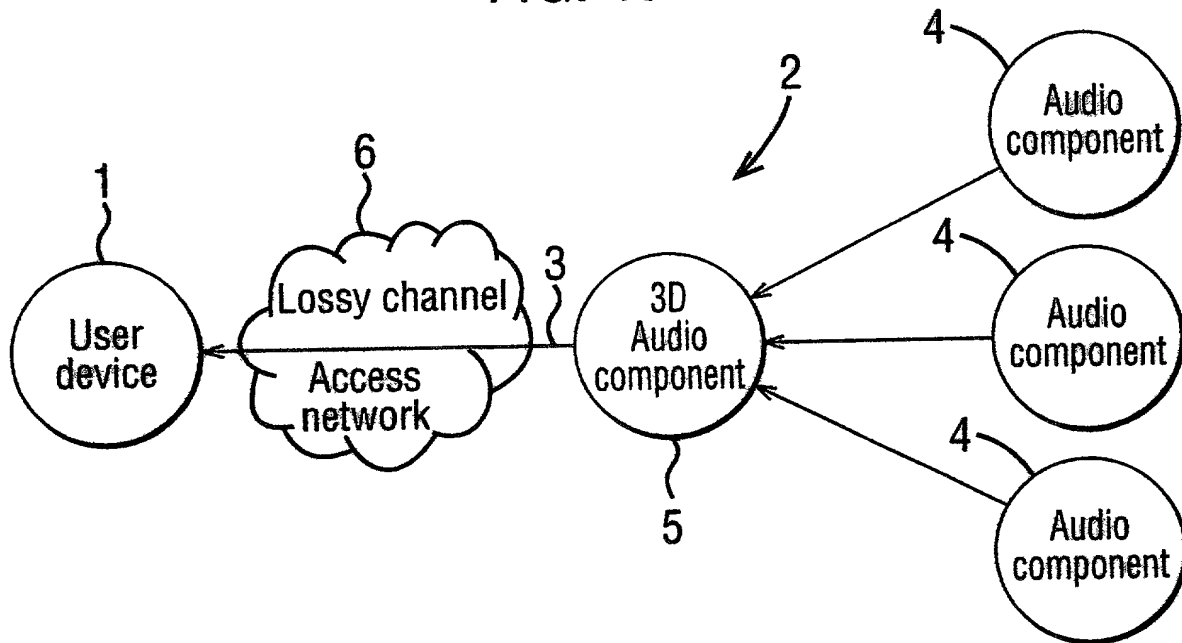 4
Audio
component
2
6
1
4
3
Lossy channel
3D
Audio
component
User
device
Audio
component
Access
network
4
5
Audio
component